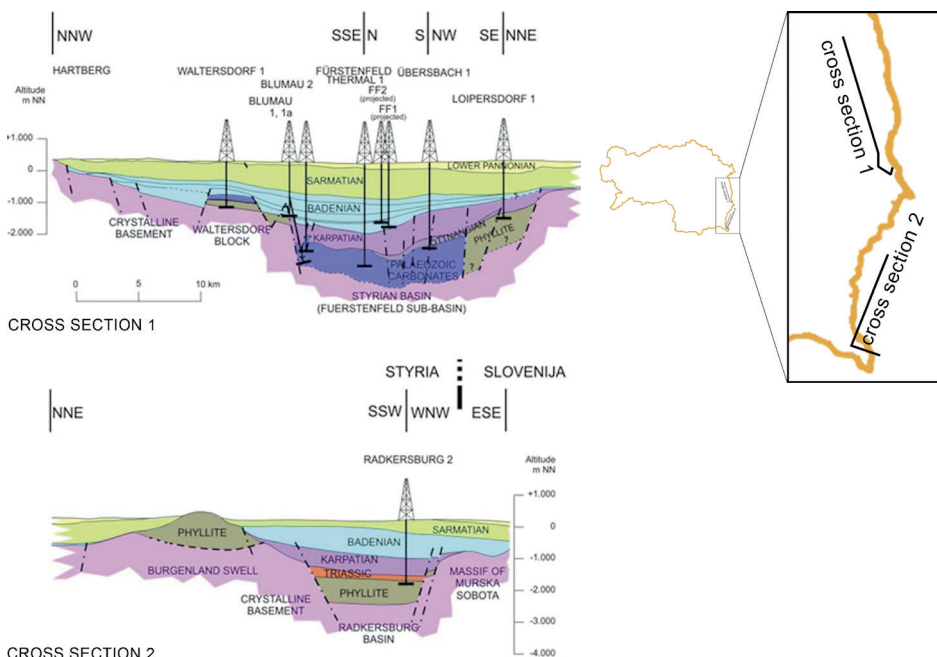 NNW
SSE
N
S
NW
SE
NNE
HARTBERG
WALTERSDORF 1
BLUMAU 2
BLUMAU
1, 1a
FÜRSTENFELD
THERMAL 1
FF2
(projected)
FF1
(projected)
ÜBERSBACH 1
LOIPERSDORF 1
Altitude
m NN
+1.000
0
-1.000
-2.000
LOWER PANNONIAN
SARMATIAN
BADENIAN
CRYSTALLINE
BASEMENT
WALTERSDORF
BLOCK
KARPATIAN
PHYLLITE
?
PALAEOZOIC
CARBONATES
?
STYRIAN BASIN
(FUERSTENFELD SUB-BASIN)
0
5
10 km
CROSS SECTION 1
cross section 1
cross section 2
STYRIA
SLOVENIJA
NNE
SSW
WNW
ESE
RADKERSBURG 2
Altitude
m NN
+1.000
0
-1.000
-2.000
-3.000
-4.000
PHYLLITE
SARMATIAN
BADENIAN
KARPATIAN
TRIASSIC
PHYLLITE
BURGENLAND SWELL
CRYSTALLINE
BASEMENT
RADKERSBURG
BASIN
MASSIF OF
MURSKA
SOBOTA
CROSS SECTION 2